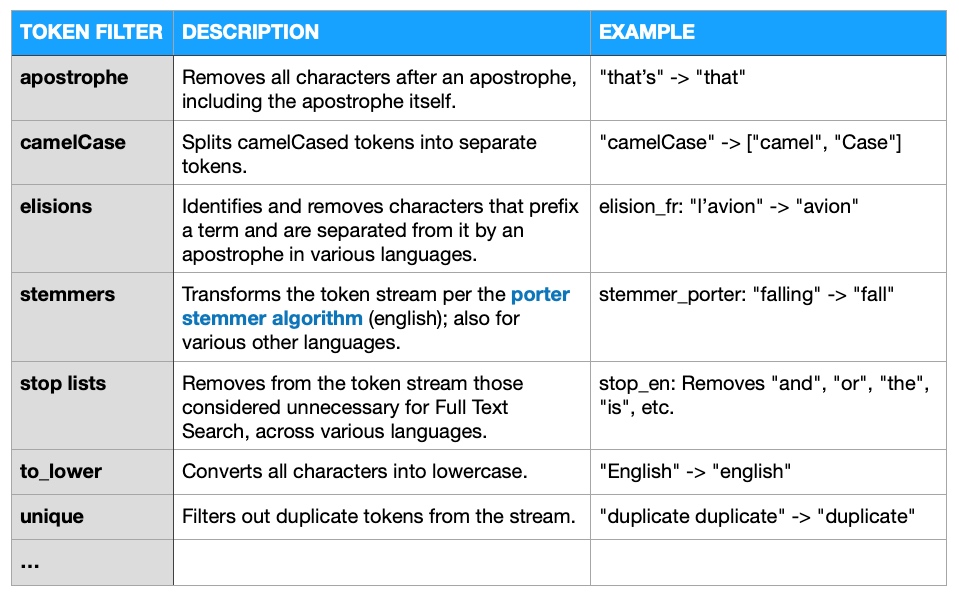 TOKEN FILTER DESCRIPTION EXAMPLE
apostrophe Removes all characters after an apostrophe, "that’s" -> "that"
including the apostrophe itself.
camelCase Splits camelCased tokens into separate "camelCase" -> ["camel", "Case"]
tokens.
elisions Identifies and removes characters that prefix elision_fr: "l’avion" -> "avion"
a term and are separated from it by an
apostrophe in various languages.
stemmers Transforms the token stream per the porter stemmer_porter: "falling" -> "fall"
stemmer algorithm (english); also for
various other languages.
stop lists Removes from the token stream those stop_en: Removes "and", "or", "the",
considered unnecessary for Full Text "is", etc.
Search, across various languages.
to_lower Converts all characters into lowercase. "English" -> "english"
unique Filters out duplicate tokens from the stream. "duplicate duplicate" -> "duplicate"
...